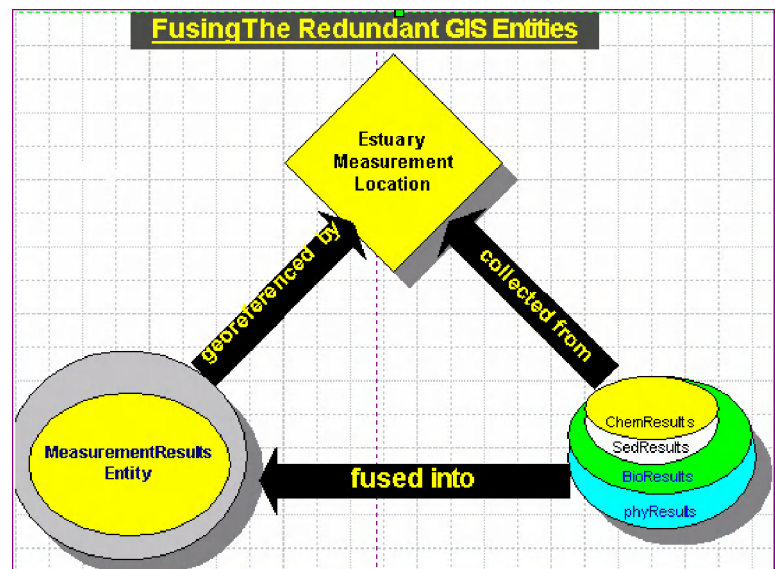 FusingThe Redundant GIS Entities
Estuary
Measurement
Location
georeferenced by
collected from
MeasurementResults
Entity
fused into
ChemResults
SedResults
BioResults
phyResults